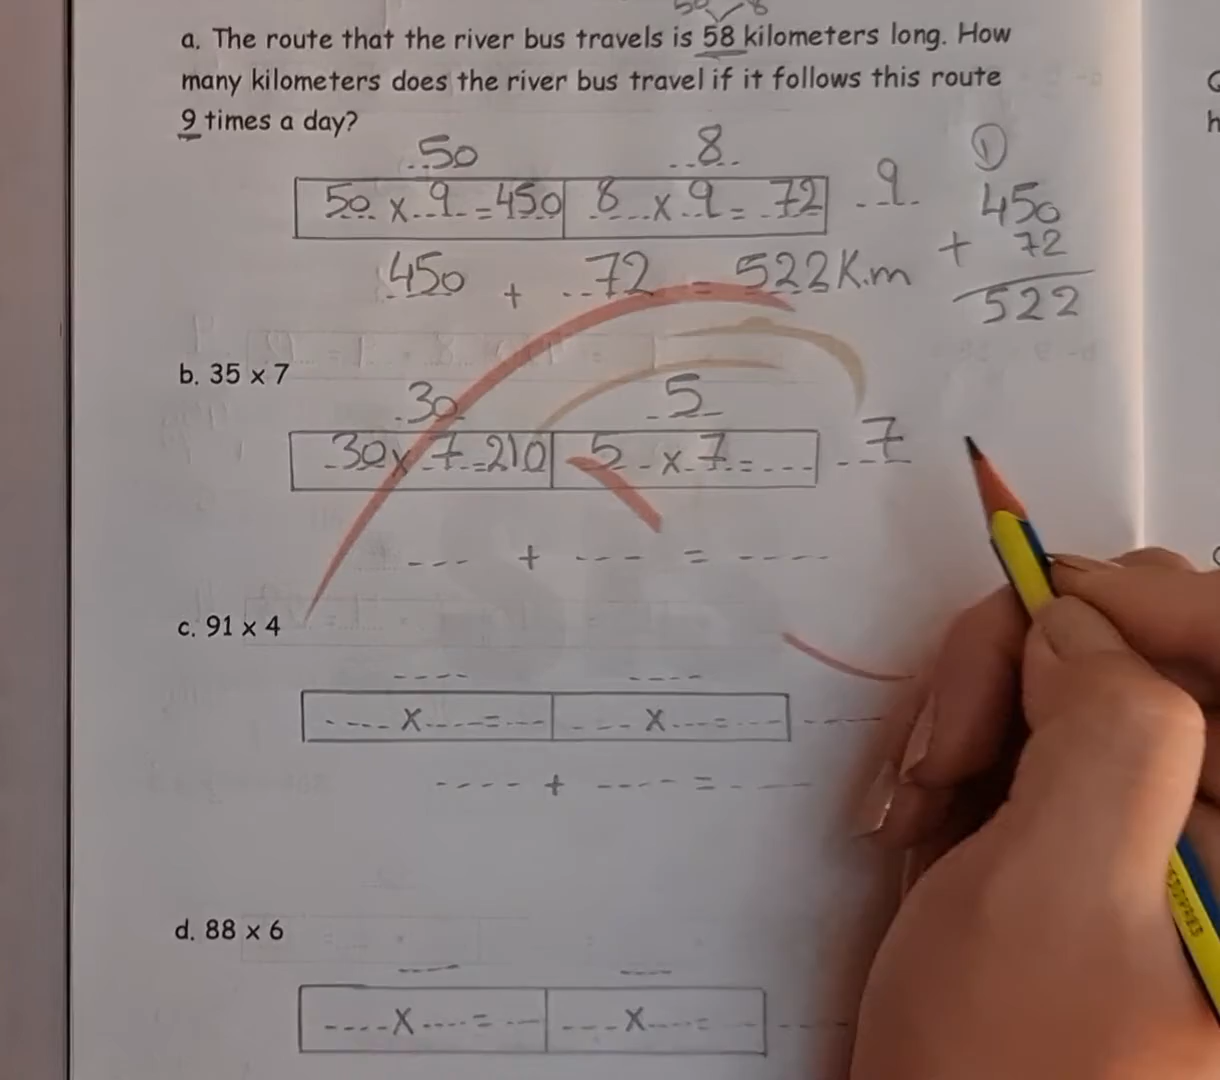 50 8
a. The route that the river bus travels is 58 kilometers long. How
many kilometers does the river bus travel if it follows this route
9 times a day?
50 8
50 x 9 = 450 8 x 9 = 72 9
450 + 72 = 522 K.m
1
450
+ 72
522
b. 35 x 7
30 5
30 x 7 = 210 5 x 7 = 7
+ =
c. 91 x 4
x = x =
+ =
d. 88 x 6
x = x =